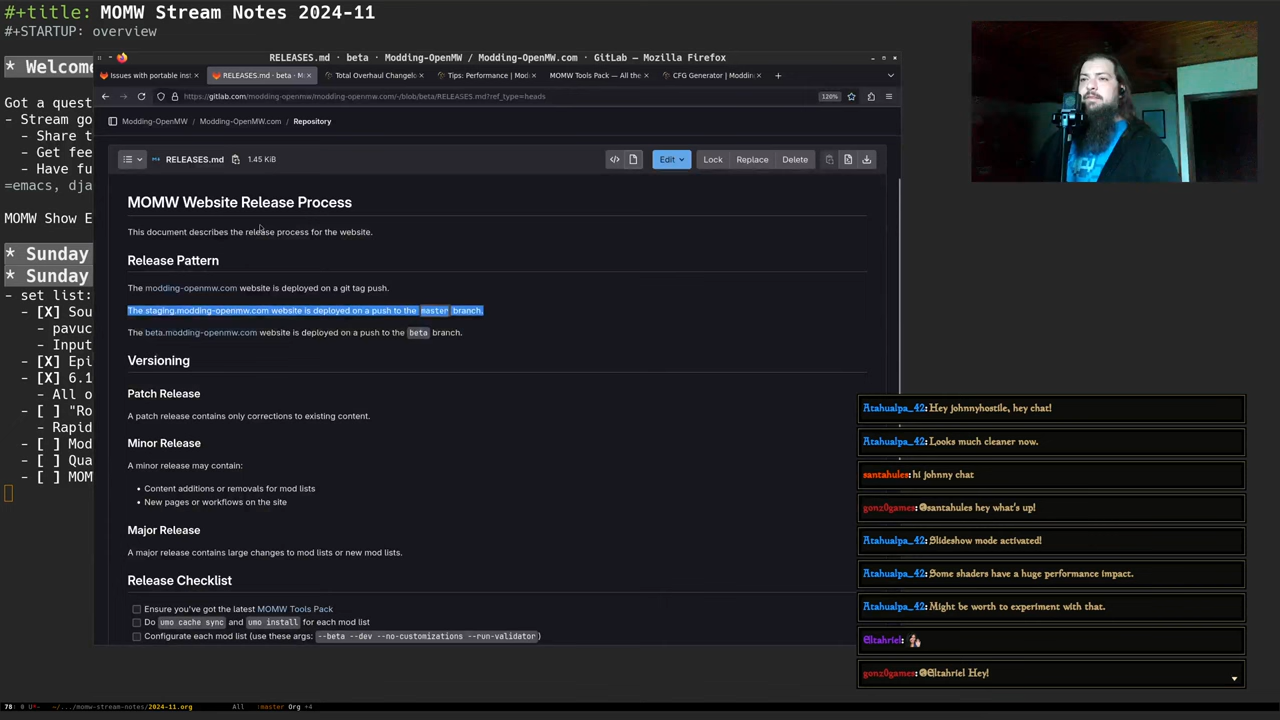 #+title: MOMW Stream Notes 2024-11
#+STARTUP: overview
* Welcome
Got a quest
- Stream go
- Share t
- Get fee
- Have fu
=emacs, dja
MOMW Show E
* Sunday
* Sunday
- set list:
- [X] Sou
- pavuc
- Input
- [X] Epi
- [X] 6.1
- All o
- [ ] "Ro
- Rapid
- [ ] Mod
- [ ] Qua
- [ ] MOM
RELEASES.md · beta · Modding-OpenMW / Modding-OpenMW.com · GitLab — Mozilla Firefox
Issues with portable inst
RELEASES.md · beta · M
Total Overhaul Changelo
Tips: Performance | Mod
MOMW Tools Pack — All the
CFG Generator | Moddin
https://gitlab.com/modding-openmw/modding-openmw.com/-/blob/beta/RELEASES.md?ref_type=heads
120%
Modding-OpenMW / Modding-OpenMW.com / Repository
RELEASES.md 1.45 KiB
Edit Lock Replace Delete
MOMW Website Release Process
This document describes the release process for the website.
Release Pattern
The modding-openmw.com website is deployed on a git tag push.
The staging.modding-openmw.com website is deployed on a push to the master branch.
The beta.modding-openmw.com website is deployed on a push to the beta branch.
Versioning
Patch Release
A patch release contains only corrections to existing content.
Minor Release
A minor release may contain:
• Content additions or removals for mod lists
• New pages or workflows on the site
Major Release
A major release contains large changes to mod lists or new mod lists.
Release Checklist
Ensure you've got the latest MOMW Tools Pack
Do umo cache sync and umo install for each mod list
Configurate each mod list (use these args: --beta --dev --no-customizations --run-validator)
Atahualpa_42: Hey johnnyhostile, hey chat!
Atahualpa_42: Looks much cleaner now.
santahules: hi johnny chat
gonz0games: @santahules hey what's up!
Atahualpa_42: Slideshow mode activated!
Atahualpa_42: Some shaders have a huge performance impact.
Atahualpa_42: Might be worth to experiment with that.
Eltahriel:
gonz0games: @Eltahriel Hey!
78: 0 U*- ~/.../momw-stream-notes/2024-11.org All :master Org +4